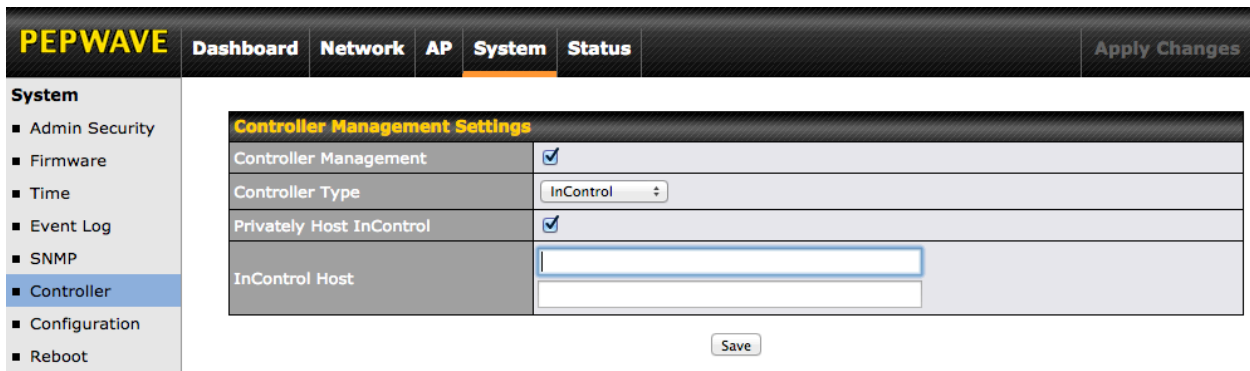 PEPWAVE Dashboard Network AP System Status Apply Changes
System
Admin Security
Firmware
Time
Event Log
SNMP
Controller
Configuration
Reboot
Controller Management Settings
Controller Management
Controller Type InControl
Privately Host InControl
InControl Host
Save